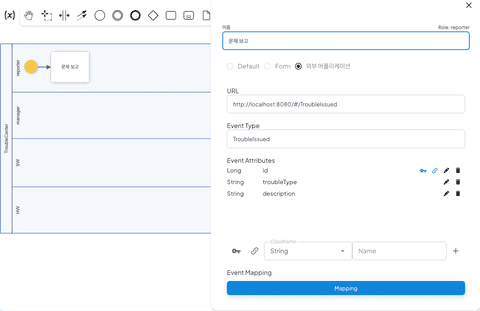 이름
Role: reporter
문제 보고
Default
Form
외부 어플리케이션
URL
http://localhost:8080/#/TroubleIssued
Event Type
TroubleIssued
Event Attributes
Long id
String troubleType
String description
ClassName
String
Name
Event Mapping
Mapping
TroubleCenter
reporter
문제 보고
manager
SW
HW